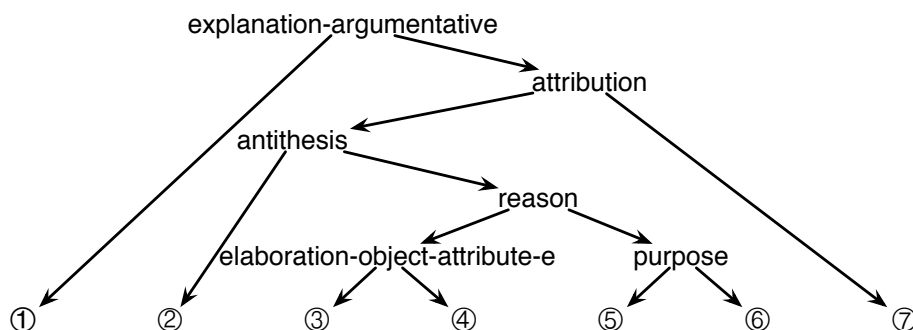 explanation-argumentative
attribution
antithesis
reason
elaboration-object-attribute-e purpose
① ② ③ ④ ⑤ ⑥ ⑦